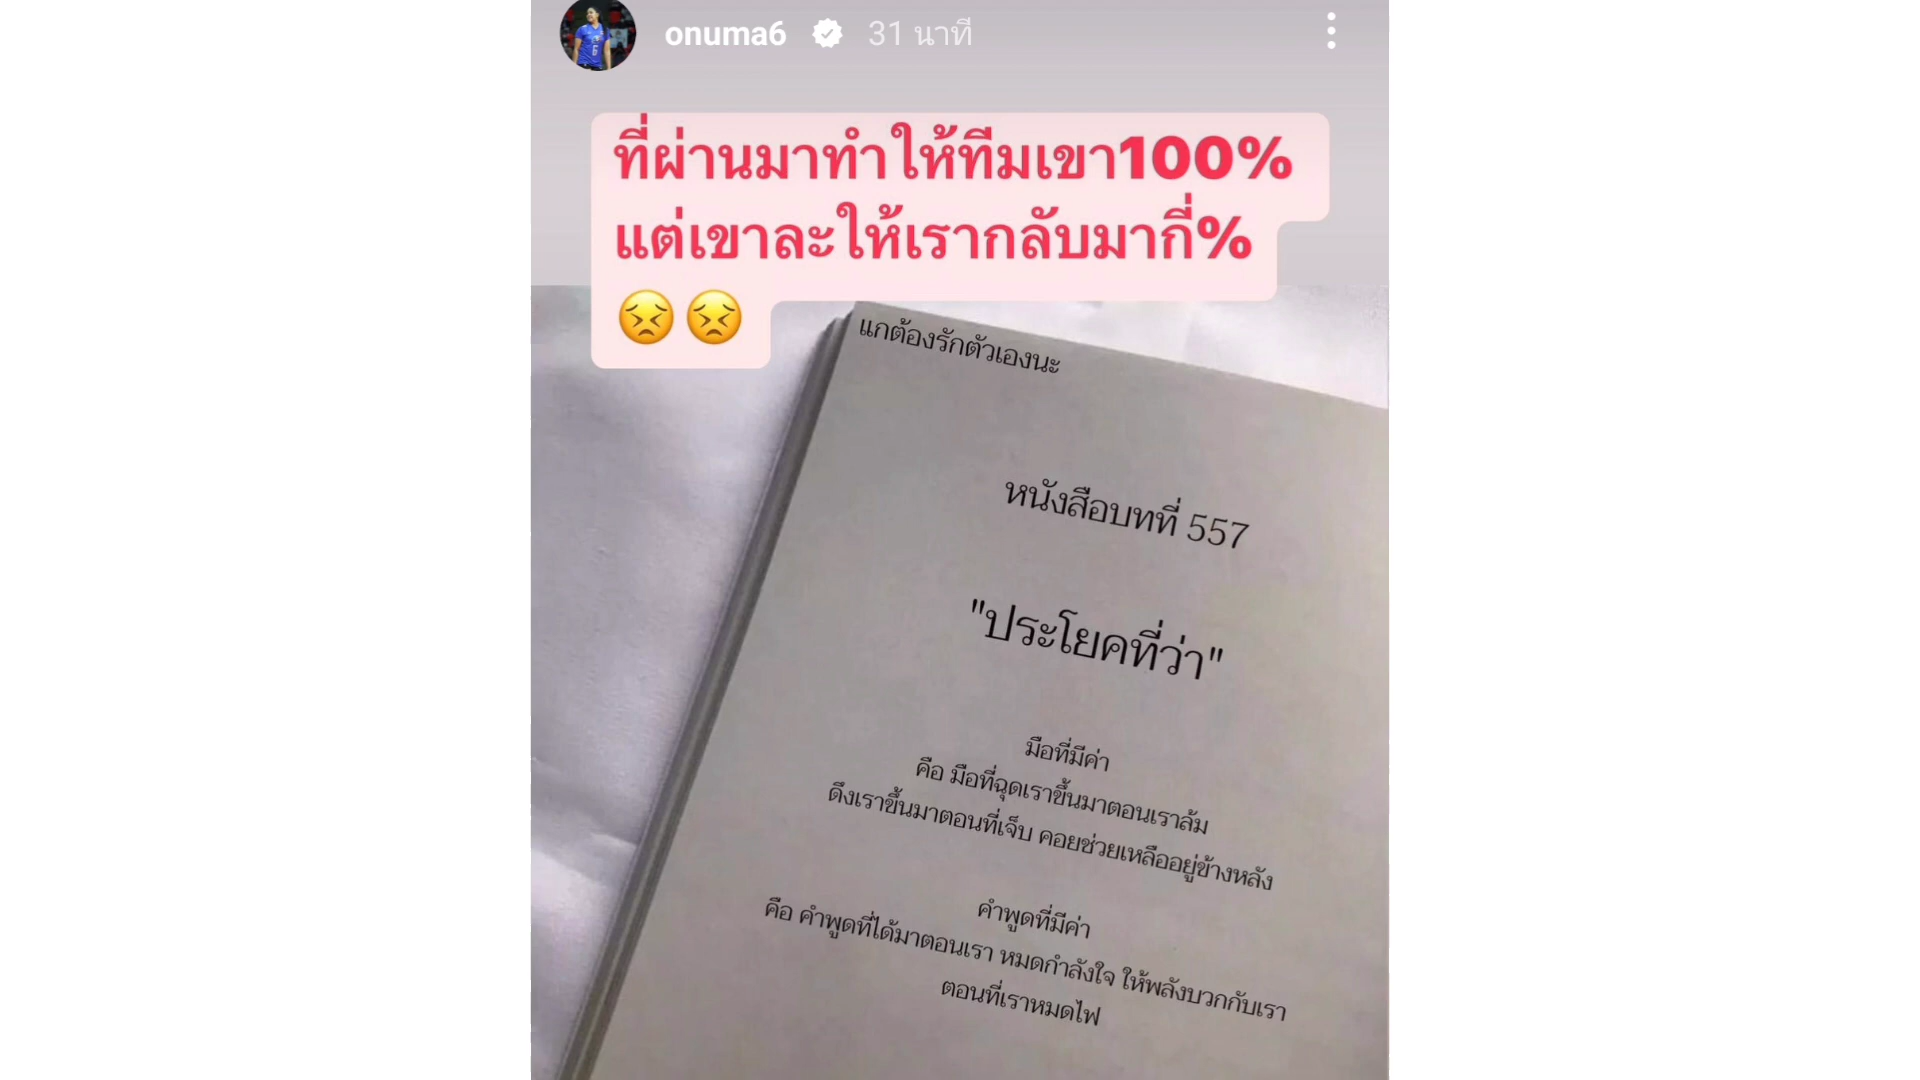 onuma6 31 นาที
ที่ผ่านมาทำให้ทีมเขา100%
แต่เขาละให้เรากลับมากี่%
😣😣
แกต้องรักตัวเองนะ
หนังสือบทที่ 557
"ประโยคที่ว่า"
มือที่มีค่า
คือ มือที่ฉุดเราขึ้นมาตอนเราล้ม
ดึงเราขึ้นมาตอนที่เจ็บ คอยช่วยเหลืออยู่ข้างหลัง
คำพูดที่มีค่า
คือ คำพูดที่ได้มาตอนเรา หมดกำลังใจ ให้พลังบวกกับเรา
ตอนที่เราหมดไฟ